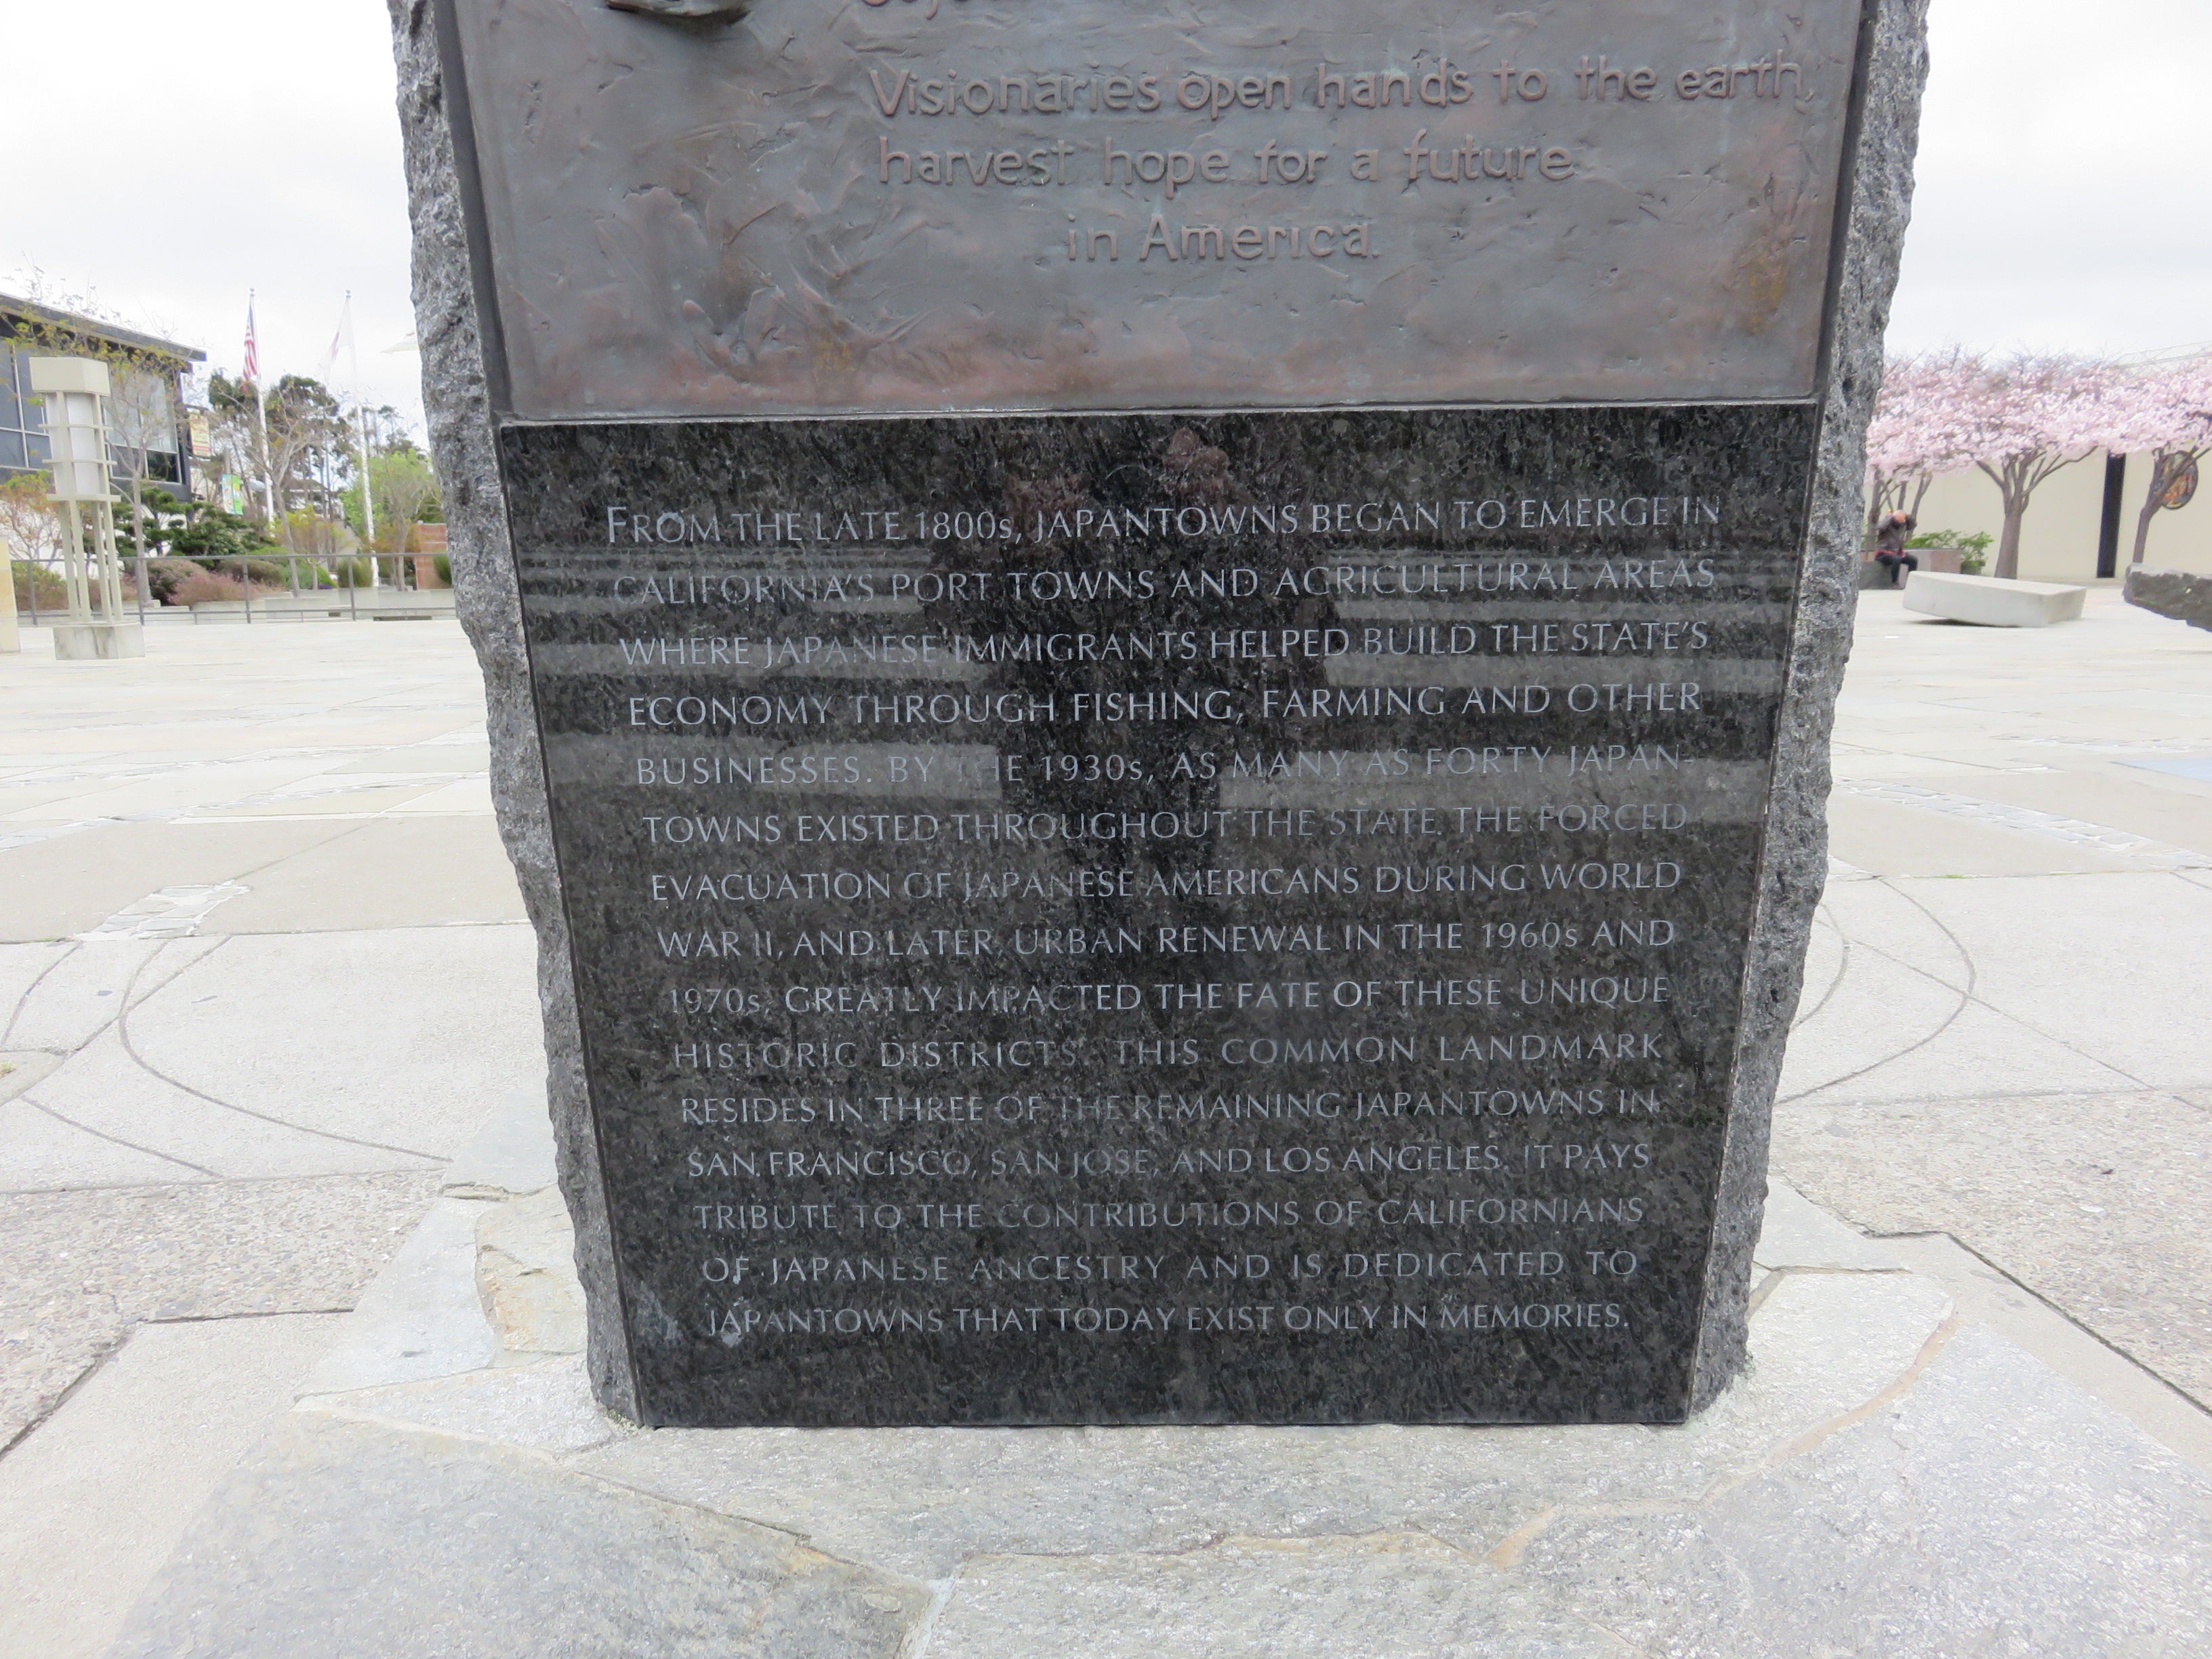 Visionaries open hands to the earth,
harvest hope for a future
in America.
FROM THE LATE 1800s, JAPANTOWNS BEGAN TO EMERGE IN
CALIFORNIA'S PORT TOWNS AND AGRICULTURAL AREAS
WHERE JAPANESE IMMIGRANTS HELPED BUILD THE STATE'S
ECONOMY THROUGH FISHING, FARMING AND OTHER
BUSINESSES. BY THE 1930s, AS MANY AS FORTY JAPAN-
TOWNS EXISTED THROUGHOUT THE STATE. THE FORCED
EVACUATION OF JAPANESE AMERICANS DURING WORLD
WAR II, AND LATER, URBAN RENEWAL IN THE 1960s AND
1970s, GREATLY IMPACTED THE FATE OF THESE UNIQUE
HISTORIC DISTRICTS. THIS COMMON LANDMARK
RESIDES IN THREE OF THE REMAINING JAPANTOWNS IN
SAN FRANCISCO, SAN JOSE, AND LOS ANGELES. IT PAYS
TRIBUTE TO THE CONTRIBUTIONS OF CALIFORNIANS
OF JAPANESE ANCESTRY AND IS DEDICATED TO
JAPANTOWNS THAT TODAY EXIST ONLY IN MEMORIES.